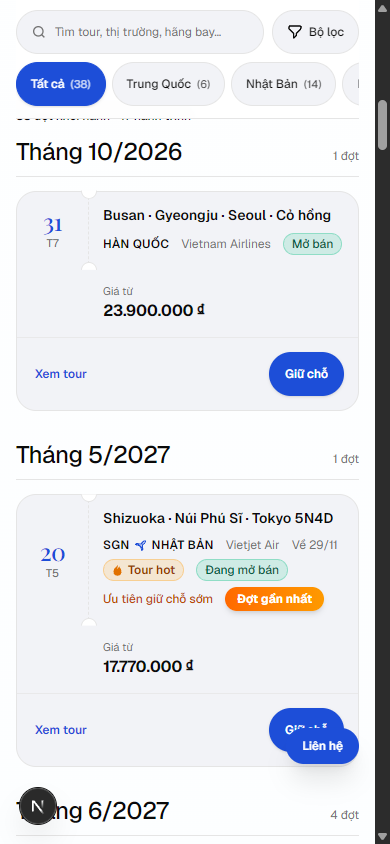 Tìm tour, thị trường, hãng bay...
Bộ lọc
Tất cả (38)
Trung Quốc (6)
Nhật Bản (14)
Tháng 10/2026
1 đợt
31
T7
Busan · Gyeongju · Seoul · Cỏ hồng
HÀN QUỐC Vietnam Airlines Mở bán
Giá từ
23.900.000 ₫
Xem tour
Giữ chỗ
Tháng 5/2027
1 đợt
20
T5
Shizuoka · Núi Phú Sĩ · Tokyo 5N4D
SGN NHẬT BẢN Vietjet Air Về 29/11
Tour hot Đang mở bán
Ưu tiên giữ chỗ sớm Đợt gần nhất
Giá từ
17.770.000 ₫
Xem tour
Liên hệ
N
6/2027
4 đợt